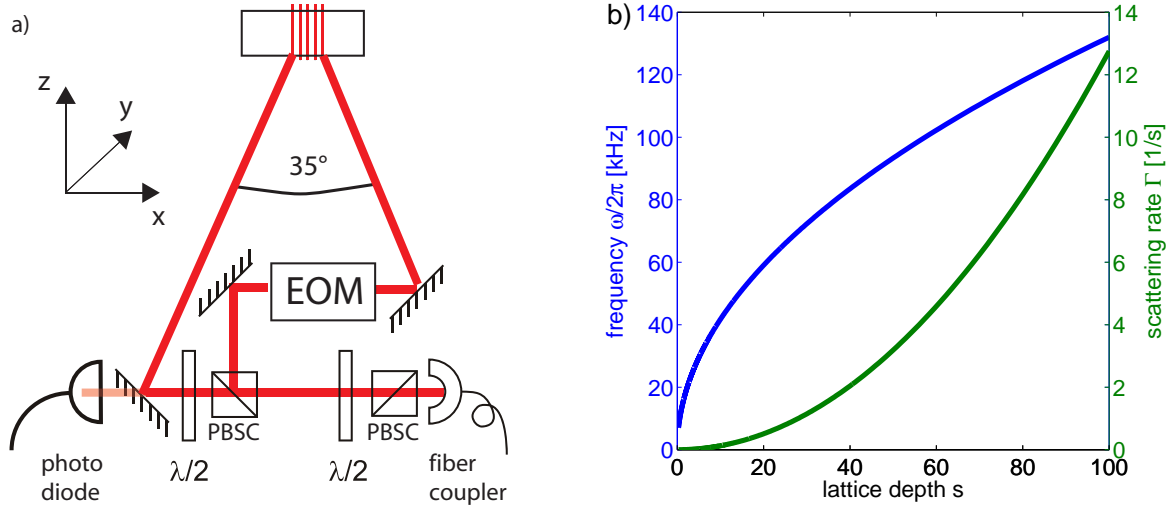 a)
z
y
x
35°
EOM
PBSC
PBSC
λ/2
λ/2
photo
diode
fiber
coupler
b)
140
120
100
80
60
40
20
0
frequency ω/2π [kHz]
14
12
10
8
6
4
2
0
scattering rate Γ [1/s]
0
20
40
60
80
100
lattice depth s